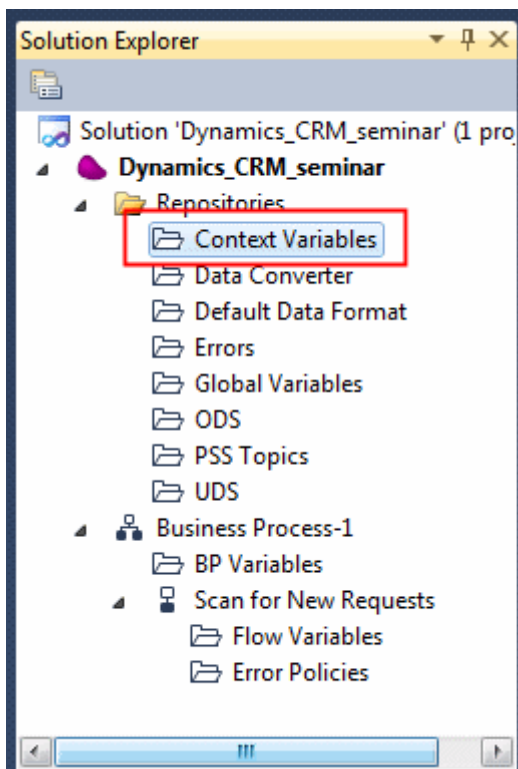 Solution Explorer
Solution 'Dynamics_CRM_seminar' (1 pro
Dynamics_CRM_seminar
Repositories
Context Variables
Data Converter
Default Data Format
Errors
Global Variables
ODS
PSS Topics
UDS
Business Process-1
BP Variables
Scan for New Requests
Flow Variables
Error Policies